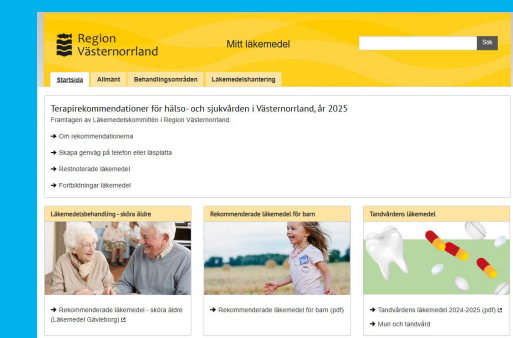 Region
Västernorrland
Mitt läkemedel
Sök
Startsida Allmänt Behandlingsområden Läkemedelshantering
Terapirekommendationer för hälso- och sjukvården i Västernorrland, år 2025
Framtagen av Läkemedelskommittén i Region Västernorrland.
➔ Om rekommendationerna
➔ Skapa genväg på telefon eller läsplatta
➔ Restnoterade läkemedel
➔ Fortbildningar läkemedel
Läkemedelsbehandling - sköra äldre
➔ Rekommenderade läkemedel - sköra äldre
(Läkemedel Gävleborg)
Rekommenderade läkemedel för barn
➔ Rekommenderade läkemedel för barn (pdf)
Tandvårdens läkemedel
➔ Tandvårdens läkemedel 2024-2025 (pdf)
➔ Mun och tandvård